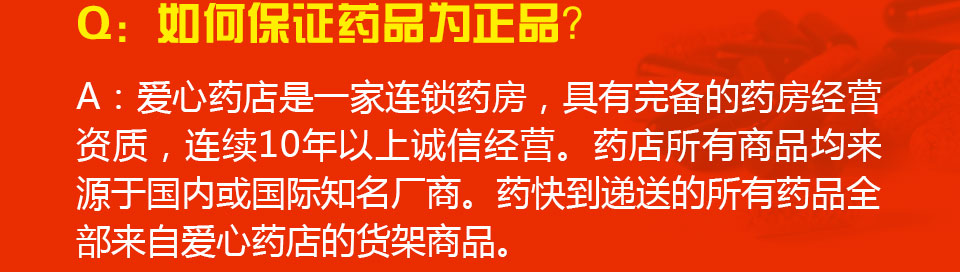 Q：如何保证药品为正品?
A：爱心药店是一家连锁药房，具有完备的药房经营
资质，连续10年以上诚信经营。药店所有商品均来
源于国内或国际知名厂商。药快到递送的所有药品全
部来自爱心药店的货架商品。